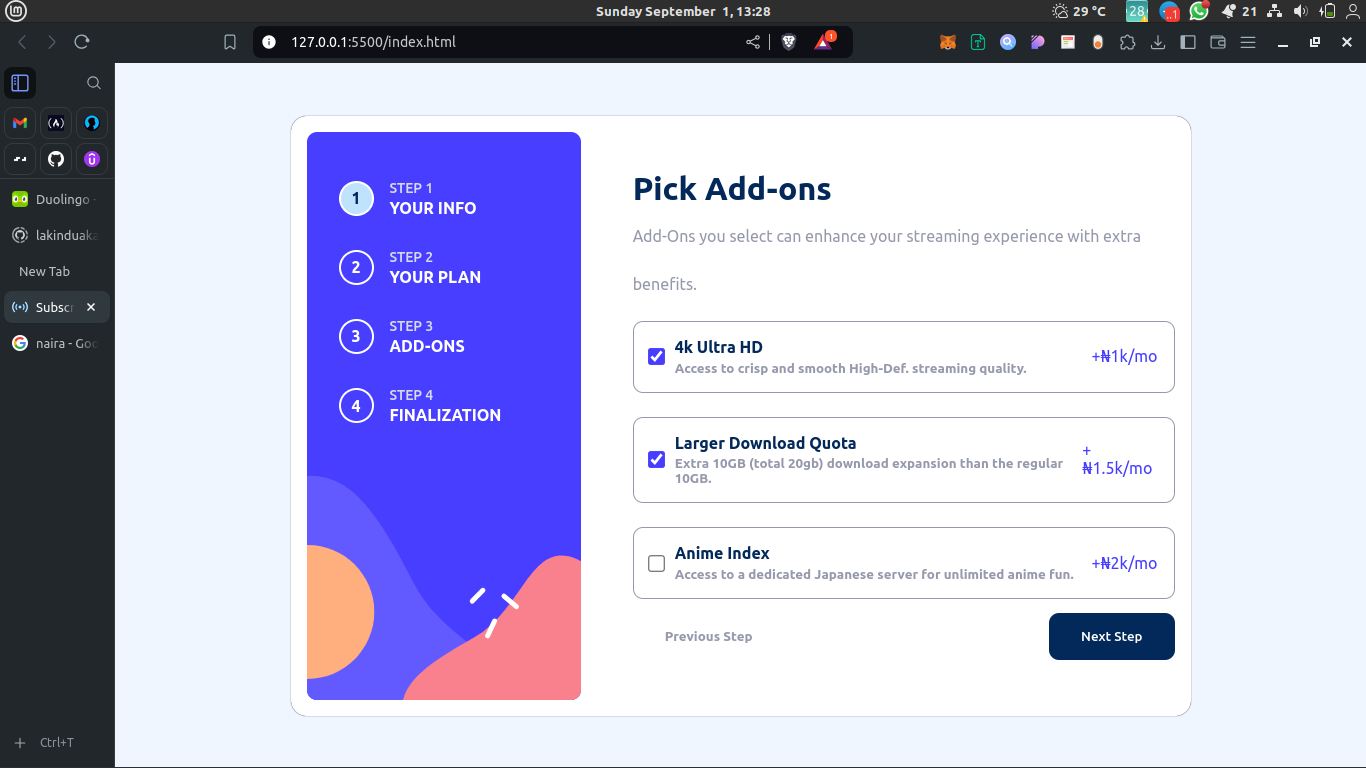 Sunday September 1, 13:28
29 °C
28
..1
21
127.0.0.1:5500/index.html
1
Duolingo -
lakinduaka
New Tab
Subscr
naira - Goo
Ctrl+T
1
STEP 1
YOUR INFO
2
STEP 2
YOUR PLAN
3
STEP 3
ADD-ONS
4
STEP 4
FINALIZATION
Pick Add-ons
Add-Ons you select can enhance your streaming experience with extra
benefits.
4k Ultra HD
Access to crisp and smooth High-Def. streaming quality.
+₦1k/mo
Larger Download Quota
Extra 10GB (total 20gb) download expansion than the regular
10GB.
+
₦1.5k/mo
Anime Index
Access to a dedicated Japanese server for unlimited anime fun.
+₦2k/mo
Previous Step
Next Step